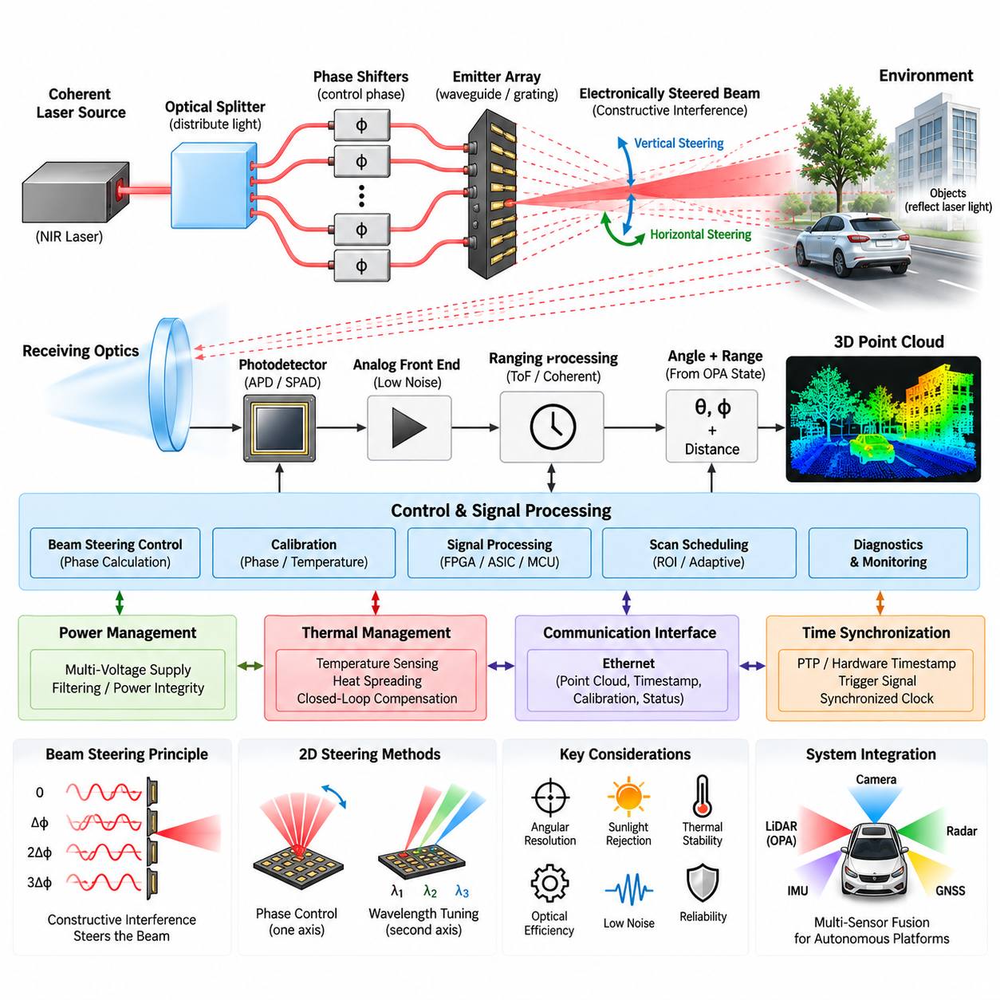 Coherent
Laser Source
(NIR Laser)
Optical Splitter
(distribute light)
Phase Shifters
(control phase)
ϕ
ϕ
ϕ
ϕ
Emitter Array
(waveguide / grating)
Electronically Steered Beam
(Constructive Interference)
Vertical Steering
Horizontal Steering
Environment
Objects
(reflect laser light)
Receiving Optics
Photodetector
(APD / SPAD)
Analog Front End
(Low Noise)
Ranging Processing
(ToF / Coherent)
Angle + Range
(From OPA State)
θ, ϕ
+
Distance
3D Point Cloud
Control & Signal Processing
Beam Steering Control
(Phase Calculation)
Calibration
(Phase / Temperature)
Signal Processing
(FPGA / ASIC / MCU)
Scan Scheduling
(ROI / Adaptive)
Diagnostics
& Monitoring
Power Management
Multi-Voltage Supply
Filtering / Power Integrity
Thermal Management
Temperature Sensing
Heat Spreading
Closed-Loop Compensation
Communication Interface
Ethernet
(Point Cloud, Timestamp,
Calibration, Status)
Time Synchronization
PTP / Hardware Timestamp
Trigger Signal
Synchronized Clock
Beam Steering Principle
0
Δϕ
2Δϕ
3Δϕ
Constructive Interference
Steers the Beam
2D Steering Methods
Phase Control
(one axis)
λ₁ λ₂ λ₃
Wavelength Tuning
(second axis)
Key Considerations
Angular
Resolution
Sunlight
Rejection
Thermal
Stability
Optical
Efficiency
Low Noise
Reliability
System Integration
Camera
LiDAR
(OPA)
Radar
IMU
GNSS
Multi-Sensor Fusion
for Autonomous Platforms